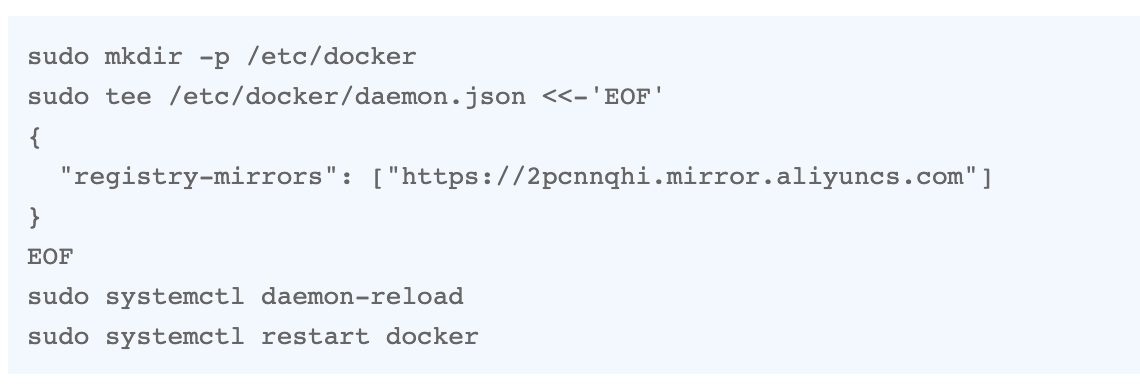 sudo mkdir -p /etc/docker
sudo tee /etc/docker/daemon.json <<-'EOF'
{
  "registry-mirrors": ["https://2pcnnqhi.mirror.aliyuncs.com"]
}
EOF
sudo systemctl daemon-reload
sudo systemctl restart docker